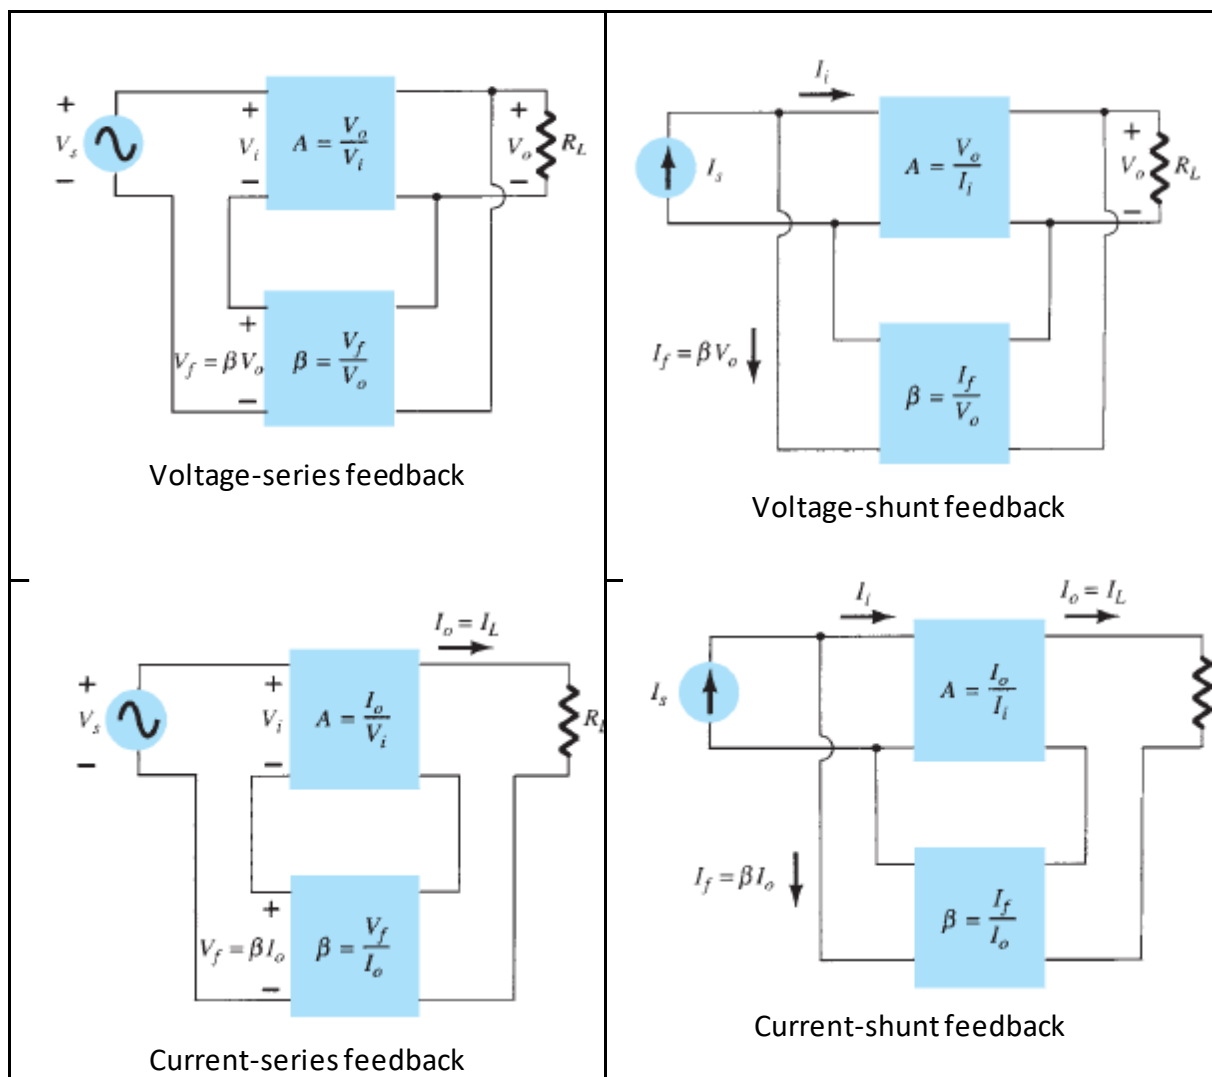 +
V_s
−
+
V_i
−
A = V_o/V_i
+
V_o
−
R_L
+
V_f = βV_o
−
β = V_f/V_o
Voltage-series feedback
I_i
I_s
A = V_o/I_i
+
V_o
−
R_L
I_f = βV_o
β = I_f/V_o
Voltage-shunt feedback
I_o = I_L
+
V_s
−
+
V_i
−
A = I_o/V_i
R_L
+
V_f = βI_o
−
β = V_f/I_o
Current-series feedback
I_i
I_o = I_L
I_s
A = I_o/I_i
I_f = βI_o
β = I_f/I_o
Current-shunt feedback